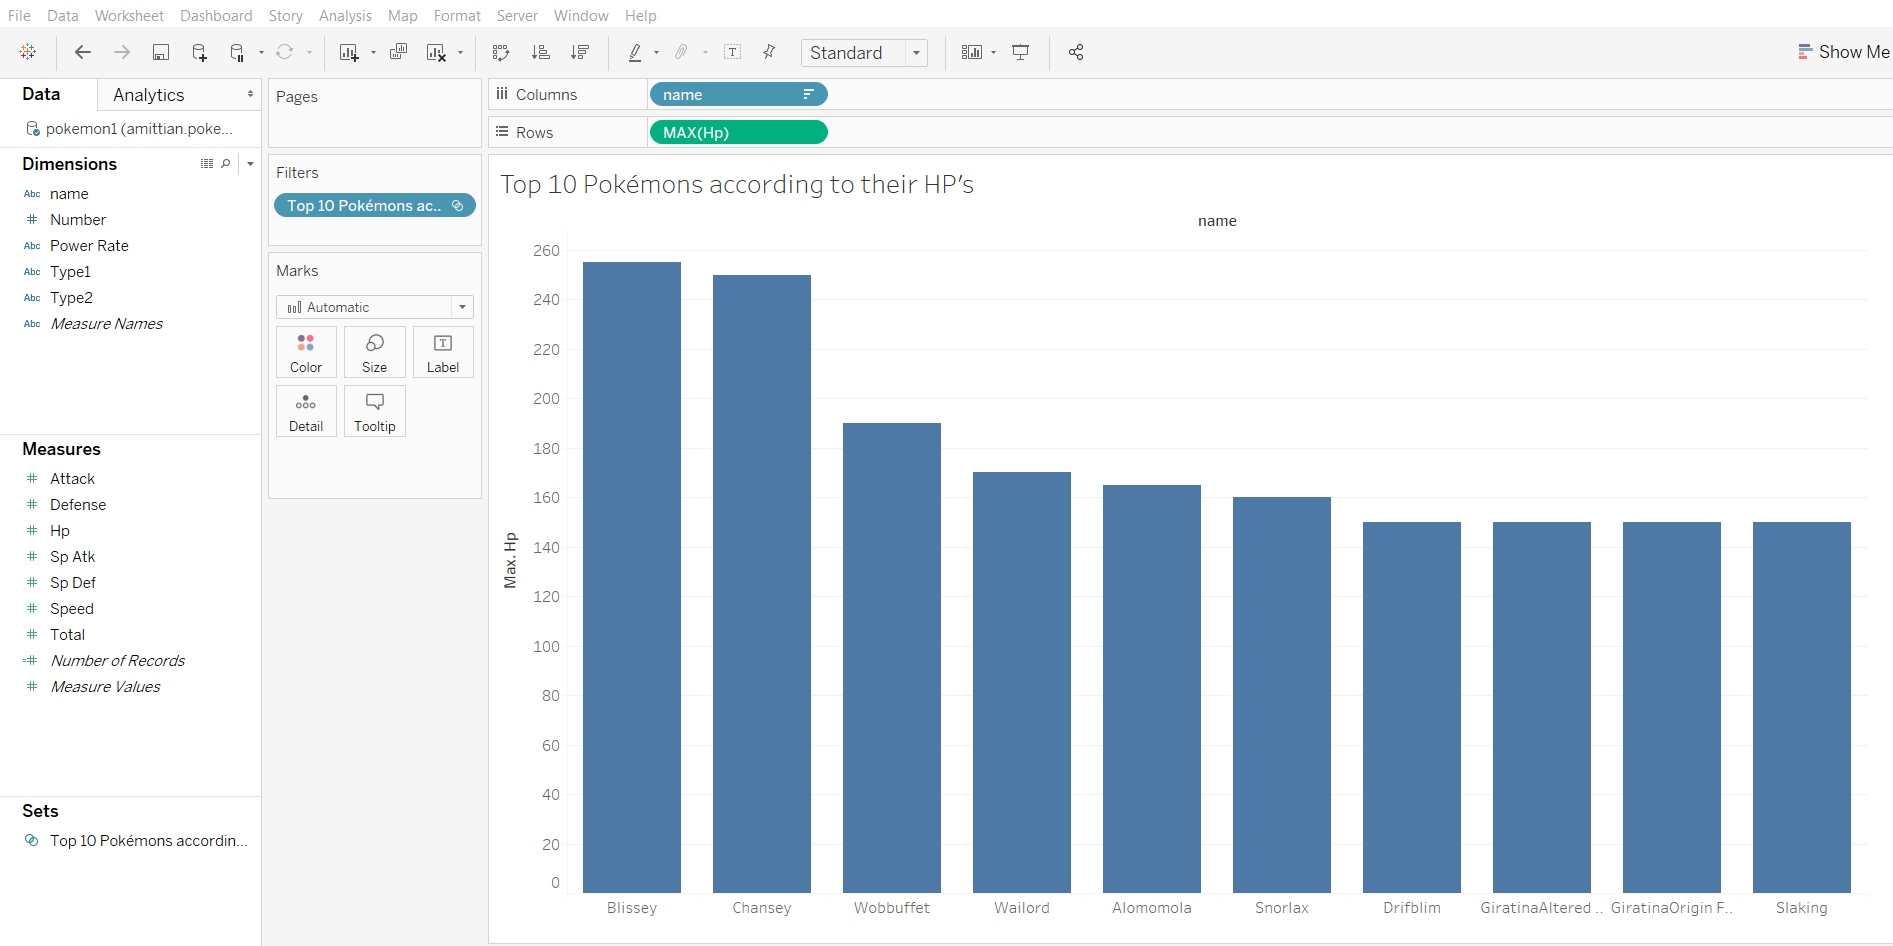 File Data Worksheet Dashboard Story Analysis Map Format Server Window Help
Standard
Show Me
Data Analytics
pokemon1 (amittian.poke...
Dimensions
Abc name
# Number
Abc Power Rate
Abc Type1
Abc Type2
Abc Measure Names
Measures
# Attack
# Defense
# Hp
# Sp Atk
# Sp Def
# Speed
# Total
=# Number of Records
# Measure Values
Sets
Top 10 Pokémons accordin...
Pages
Filters
Top 10 Pokémons ac..
Marks
Automatic
Color Size Label
Detail Tooltip
Columns name
Rows MAX(Hp)
Top 10 Pokémons according to their HP's
name
Max. Hp
260
240
220
200
180
160
140
120
100
80
60
40
20
0
Blissey Chansey Wobbuffet Wailord Alomomola Snorlax Drifblim GiratinaAltered .. GiratinaOrigin F.. Slaking